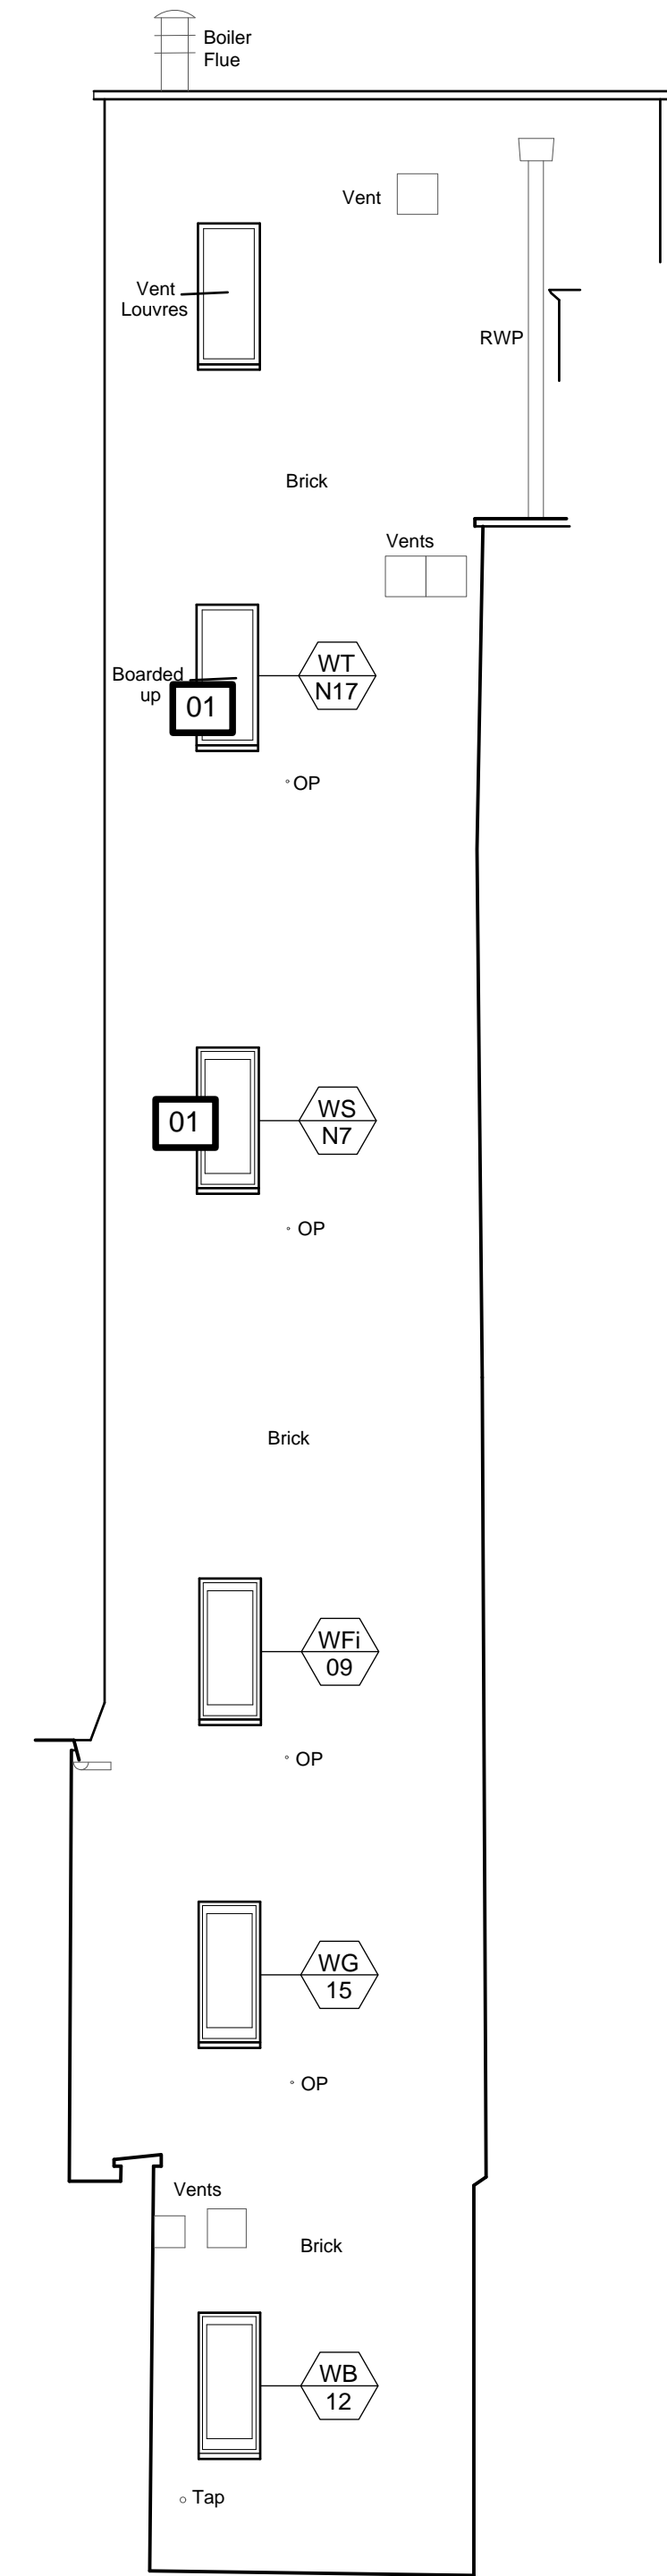 Boiler
Flue
Vent
Vent
Louvres
RWP
Brick
Vents
WT
N17
Boarded
up
01
OP
WS
N7
01
OP
Brick
WFi
09
OP
WG
15
OP
Vents
Brick
WB
12
Tap